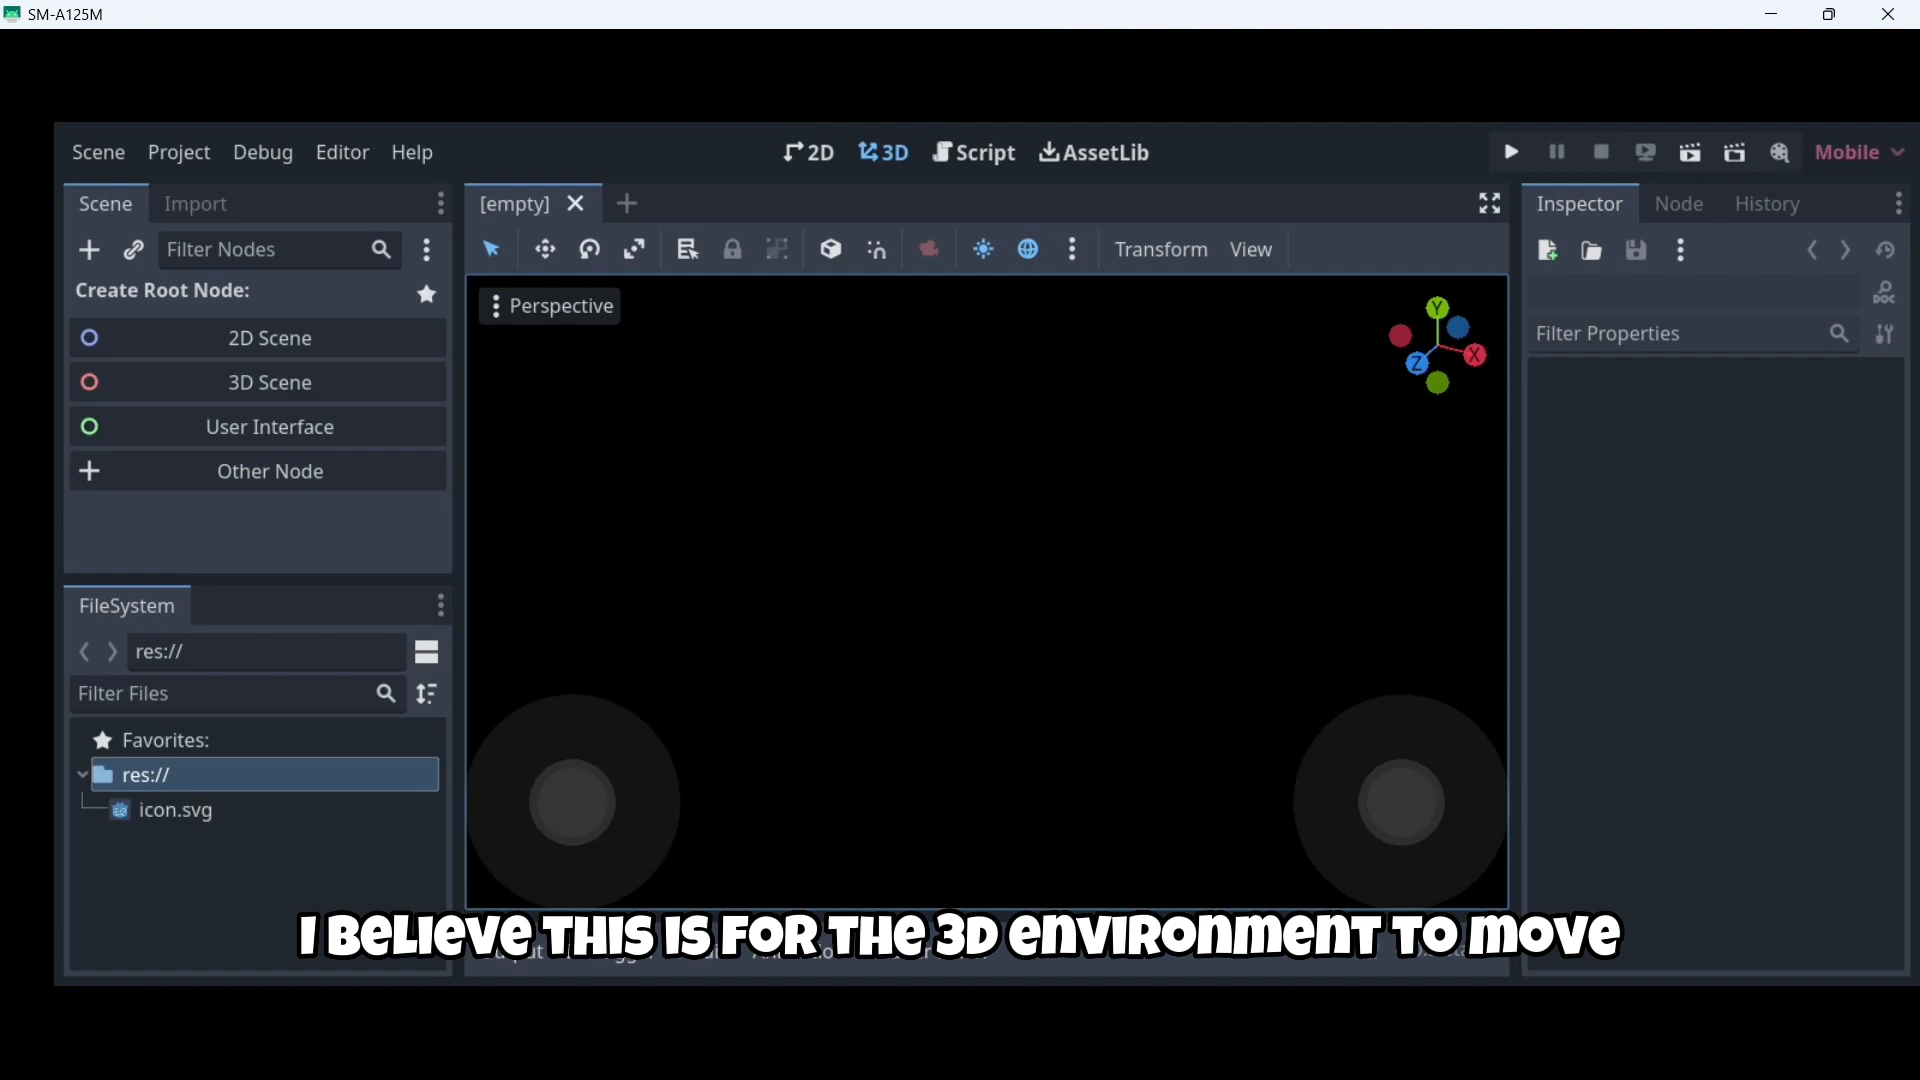 SM-A125M
Scene Project Debug Editor Help
2D 3D Script AssetLib
Mobile
Scene Import
[empty]
Inspector Node History
Filter Nodes
Transform View
Create Root Node:
Perspective
Y
X
Z
DOC
Filter Properties
2D Scene
3D Scene
User Interface
Other Node
FileSystem
res://
Filter Files
Favorites:
res://
icon.svg
I BELIEVE THIS IS FOR THE 3D ENVIRONMENT TO MOVE